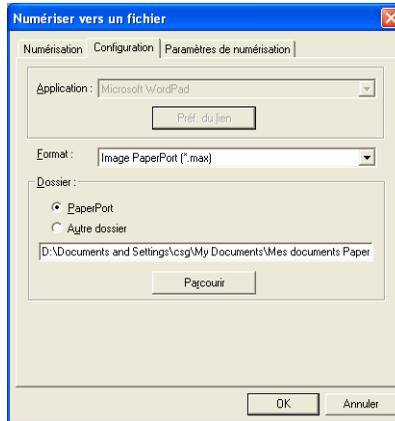 Numériser vers un fichier
Numérisation Configuration Paramètres de numérisation
Application : Microsoft WordPad
Préf. du lien
Format : Image PaperPort (*.max)
Dossier :
PaperPort
Autre dossier
D:\Documents and Settings\csg\My Documents\Mes documents Paper
Parcourir
OK Annuler